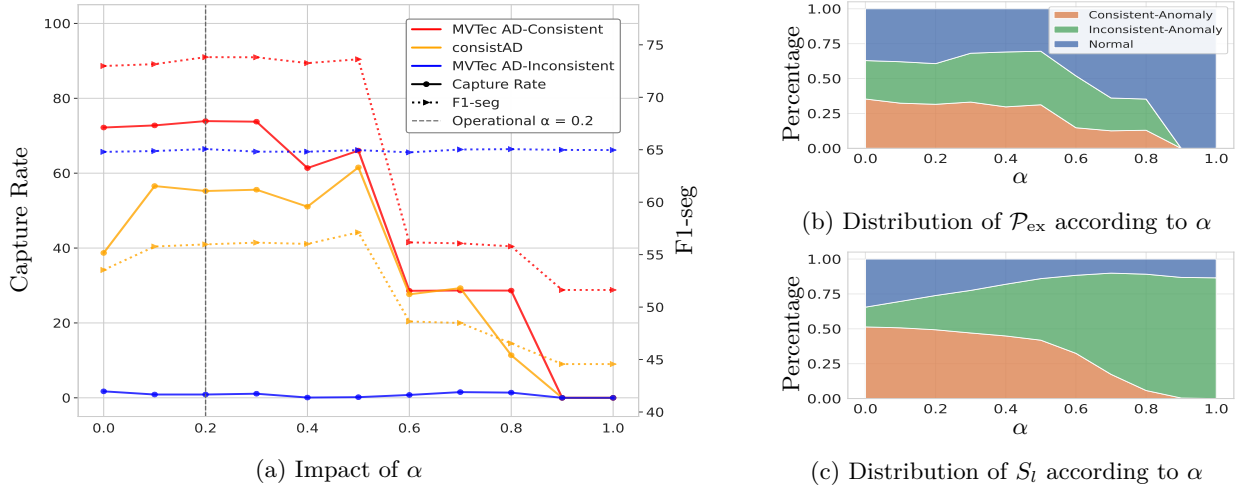 MVTec AD-Consistent
consistAD
MVTec AD-Inconsistent
Capture Rate
F1-seg
Operational α = 0.2
Capture Rate
100
80
60
40
20
0
F1-seg
75
70
65
60
55
50
45
40
0.0 0.2 0.4 0.6 0.8 1.0
(a) Impact of α
Consistent-Anomaly
Inconsistent-Anomaly
Normal
Percentage
1.00
0.75
0.50
0.25
0.00
0.0 0.2 0.4 0.6 0.8 1.0
α
(b) Distribution of 𝒫ex according to α
Percentage
1.00
0.75
0.50
0.25
0.00
0.0 0.2 0.4 0.6 0.8 1.0
α
(c) Distribution of Sl according to α